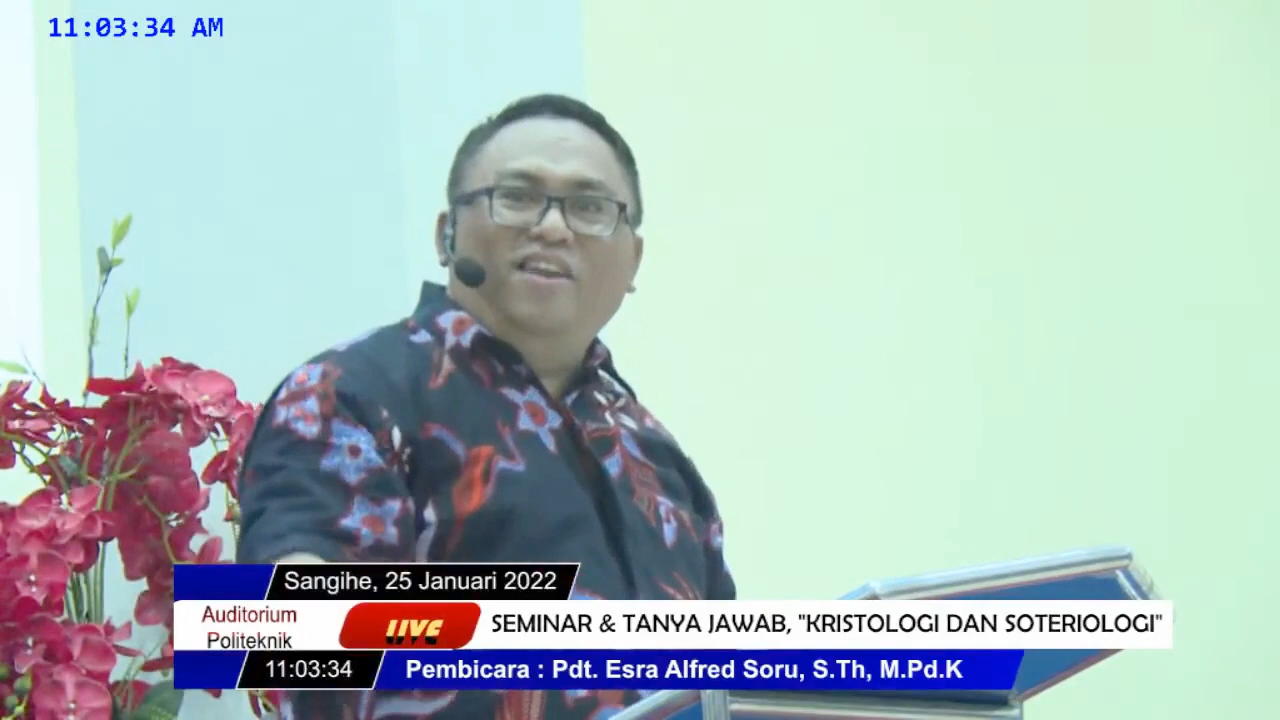 11:03:34 AM
Sangihe, 25 Januari 2022
Auditorium
Politeknik
LIVE
SEMINAR & TANYA JAWAB, "KRISTOLOGI DAN SOTERIOLOGI"
11:03:34
Pembicara : Pdt. Esra Alfred Soru, S.Th, M.Pd.K